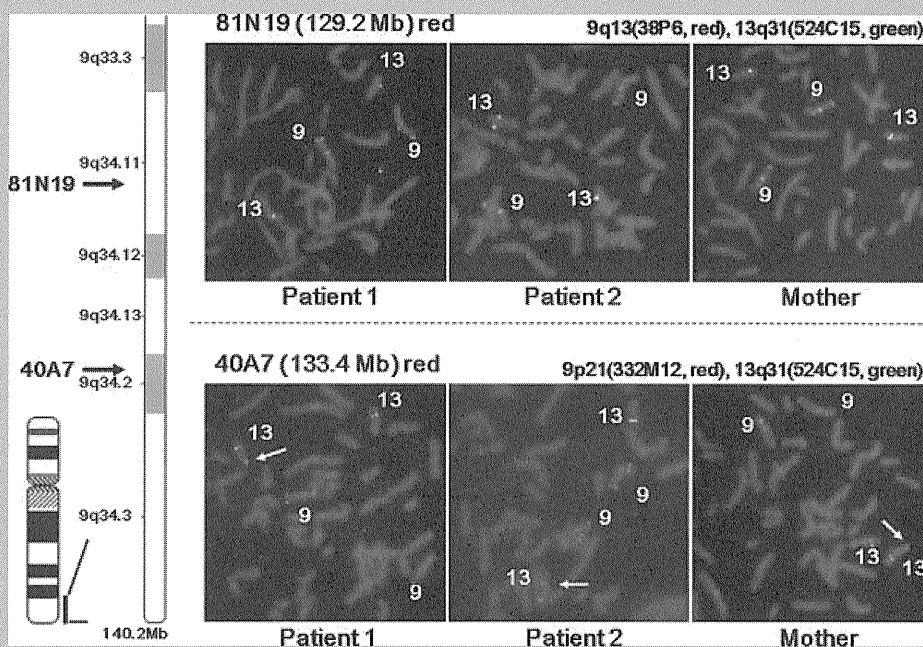 81N19 (129.2 Mb) red
9q13(38P6, red), 13q31(524C15, green)
9q33.3
9q34.11
81N19
9q34.12
9q34.13
40A7
9q34.2
9q34.3
140.2Mb
13
9
9
13
Patient 1
9
13
9
13
Patient 2
13
9
13
9
Mother
40A7 (133.4 Mb) red
9p21(332M12, red), 13q31(524C15, green)
13
13
9
9
Patient 1
13
9
9
13
Patient 2
9
9
13
13
Mother